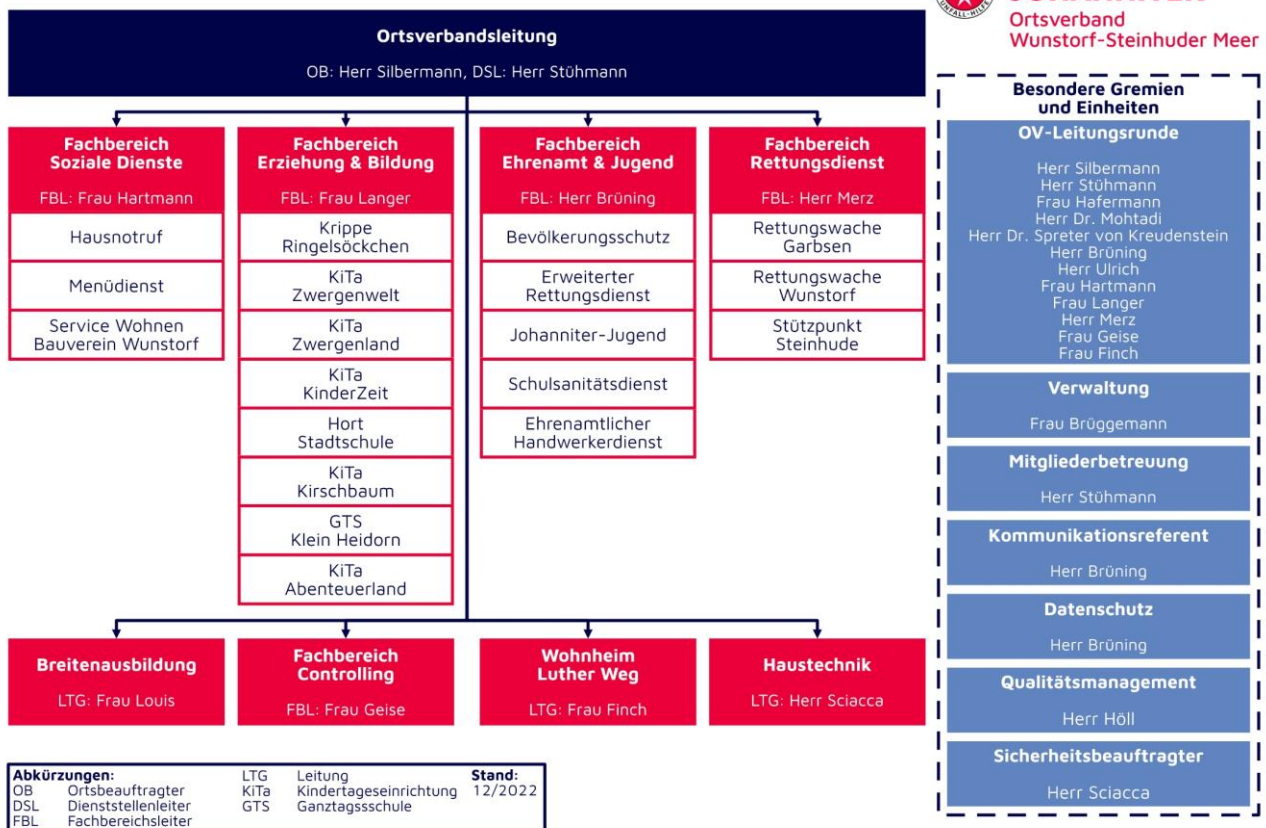 UNFALL-HILFE
Ortsverband
Wunstorf-Steinhuder Meer
Ortsverbandsleitung
OB: Herr Silbermann, DSL: Herr Stühmann
Fachbereich
Soziale Dienste
FBL: Frau Hartmann
Hausnotruf
Menüdienst
Service Wohnen
Bauverein Wunstorf
Fachbereich
Erziehung & Bildung
FBL: Frau Langer
Krippe
Ringelsöckchen
KiTa
Zwergenwelt
KiTa
Zwergenland
KiTa
KinderZeit
Hort
Stadtschule
KiTa
Kirschbaum
GTS
Klein Heidorn
KiTa
Abenteuerland
Fachbereich
Ehrenamt & Jugend
FBL: Herr Brüning
Bevölkerungsschutz
Erweiterter
Rettungsdienst
Johanniter-Jugend
Schulsanitätsdienst
Ehrenamtlicher
Handwerkerdienst
Fachbereich
Rettungsdienst
FBL: Herr Merz
Rettungswache
Garbsen
Rettungswache
Wunstorf
Stützpunkt
Steinhude
Breitenausbildung
LTG: Frau Louis
Fachbereich
Controlling
FBL: Frau Geise
Wohnheim
Luther Weg
LTG: Frau Finch
Haustechnik
LTG: Herr Sciacca
Besondere Gremien
und Einheiten
OV-Leitungsrunde
Herr Silbermann
Herr Stühmann
Frau Hafermann
Herr Dr. Mohtadi
Herr Dr. Spreter von Kreudenstein
Herr Brüning
Herr Ulrich
Frau Hartmann
Frau Langer
Herr Merz
Frau Geise
Frau Finch
Verwaltung
Frau Brüggemann
Mitgliederbetreuung
Herr Stühmann
Kommunikationsreferent
Herr Brüning
Datenschutz
Herr Brüning
Qualitätsmanagement
Herr Höll
Sicherheitsbeauftragter
Herr Sciacca
Abkürzungen:
OB Ortsbeauftragter
DSL Dienststellenleiter
FBL Fachbereichsleiter
LTG Leitung
KiTa Kindertageseinrichtung
GTS Ganztagssschule
Stand:
12/2022